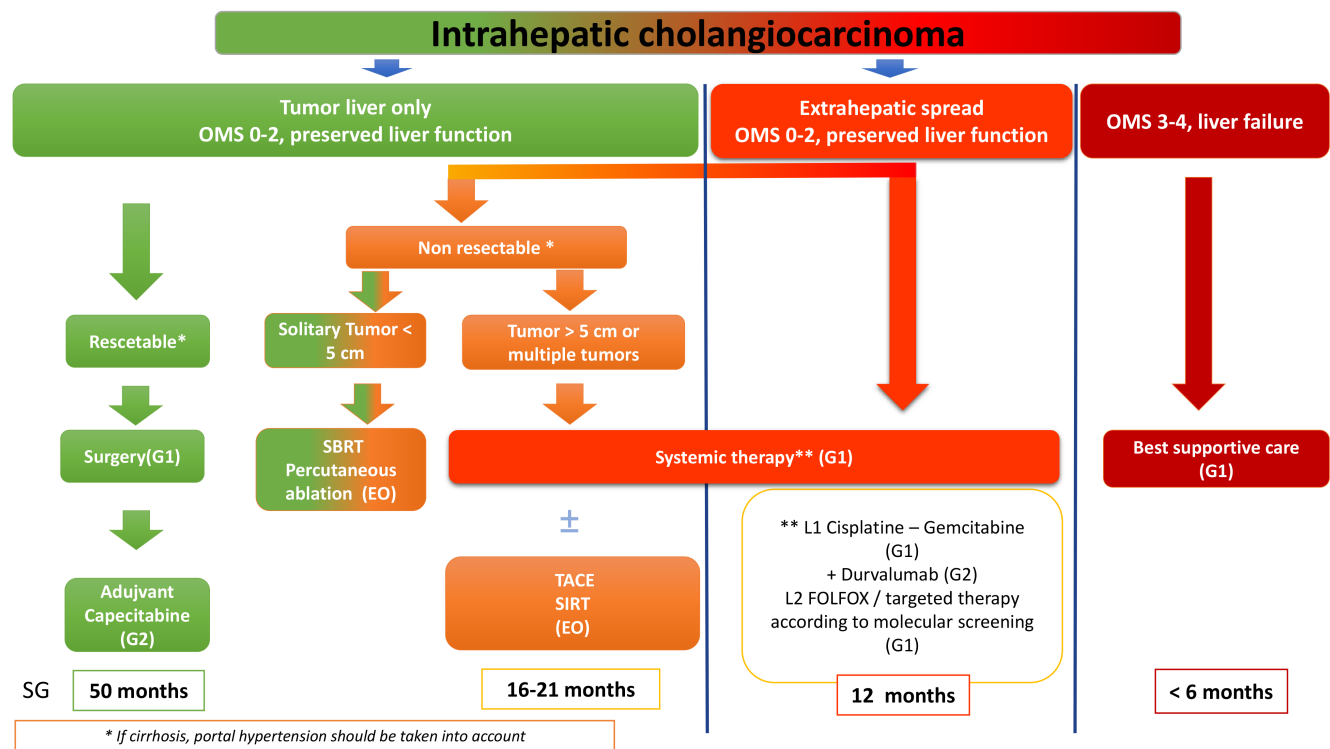 Intrahepatic cholangiocarcinoma
Tumor liver only
OMS 0-2, preserved liver function
Extrahepatic spread
OMS 0-2, preserved liver function
OMS 3-4, liver failure
Non resectable *
Rescetable*
Solitary Tumor <
5 cm
Tumor > 5 cm or
multiple tumors
Surgery(G1)
SBRT
Percutaneous
ablation (EO)
Systemic therapy** (G1)
Best supportive care
(G1)
±
Adujvant
Capecitabine
(G2)
TACE
SIRT
(EO)
** L1 Cisplatine – Gemcitabine
(G1)
+ Durvalumab (G2)
L2 FOLFOX / targeted therapy
according to molecular screening
(G1)
SG
50 months
16-21 months
12 months
< 6 months
* If cirrhosis, portal hypertension should be taken into account